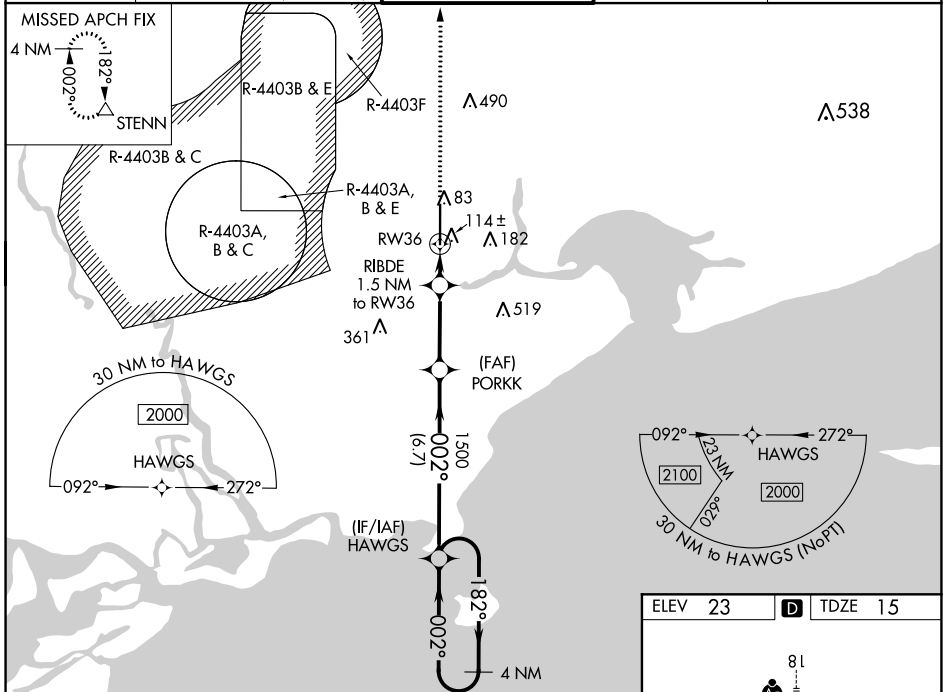 MISSED APCH FIX
4 NM
002°
182°
STENN
R-4403B & E
R-4403F
R-4403B & C
R-4403A,
B & E
R-4403A,
B & C
490
538
83
114 ±
182
RW36
RIBDE
1.5 NM
to RW36
519
361
(FAF)
PORKK
30 NM to HAWGS
2000
HAWGS
092°
272°
1500
002°
(6.7)
092°
272°
HAWGS
23 NM
2100
2000
029°
30 NM to HAWGS (NoPT)
(IF/IAF)
HAWGS
182°
002°
4 NM
ELEV 23
D
TDZE 15
18